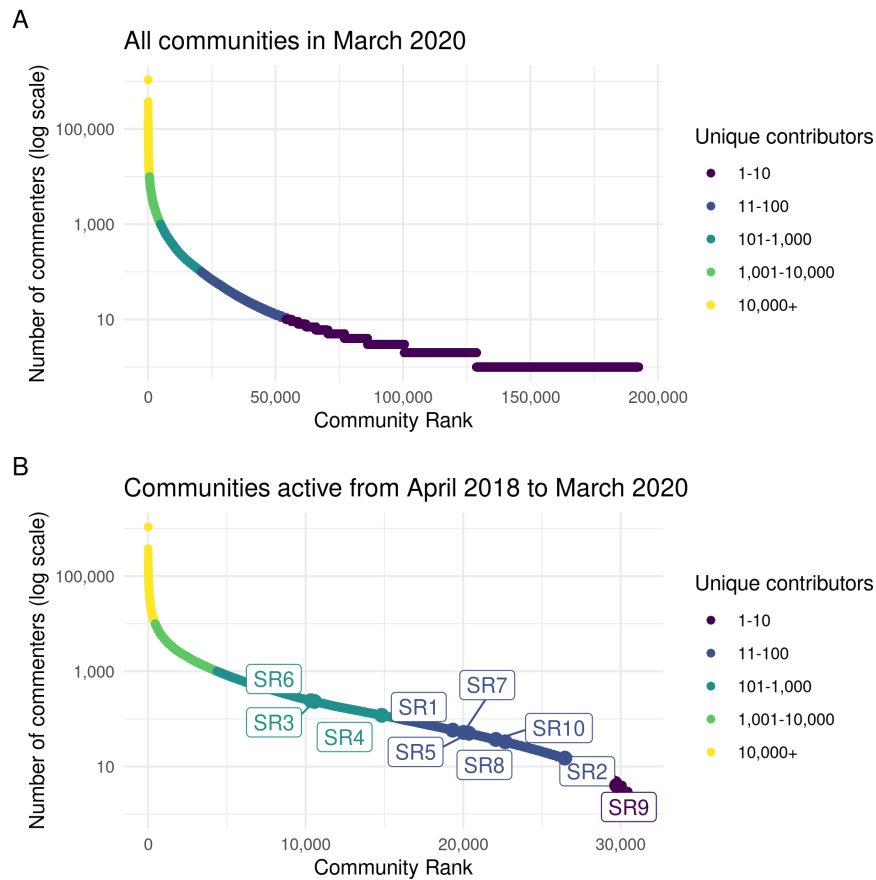 A
All communities in March 2020
Number of commenters (log scale)
100,000
1,000
10
0
50,000
100,000
150,000
200,000
Community Rank
Unique contributors
1-10
11-100
101-1,000
1,001-10,000
10,000+
B
Communities active from April 2018 to March 2020
Number of commenters (log scale)
100,000
1,000
10
SR6
SR7
SR3
SR1
SR4
SR10
SR5
SR8
SR2
SR9
0
10,000
20,000
30,000
Community Rank
Unique contributors
1-10
11-100
101-1,000
1,001-10,000
10,000+